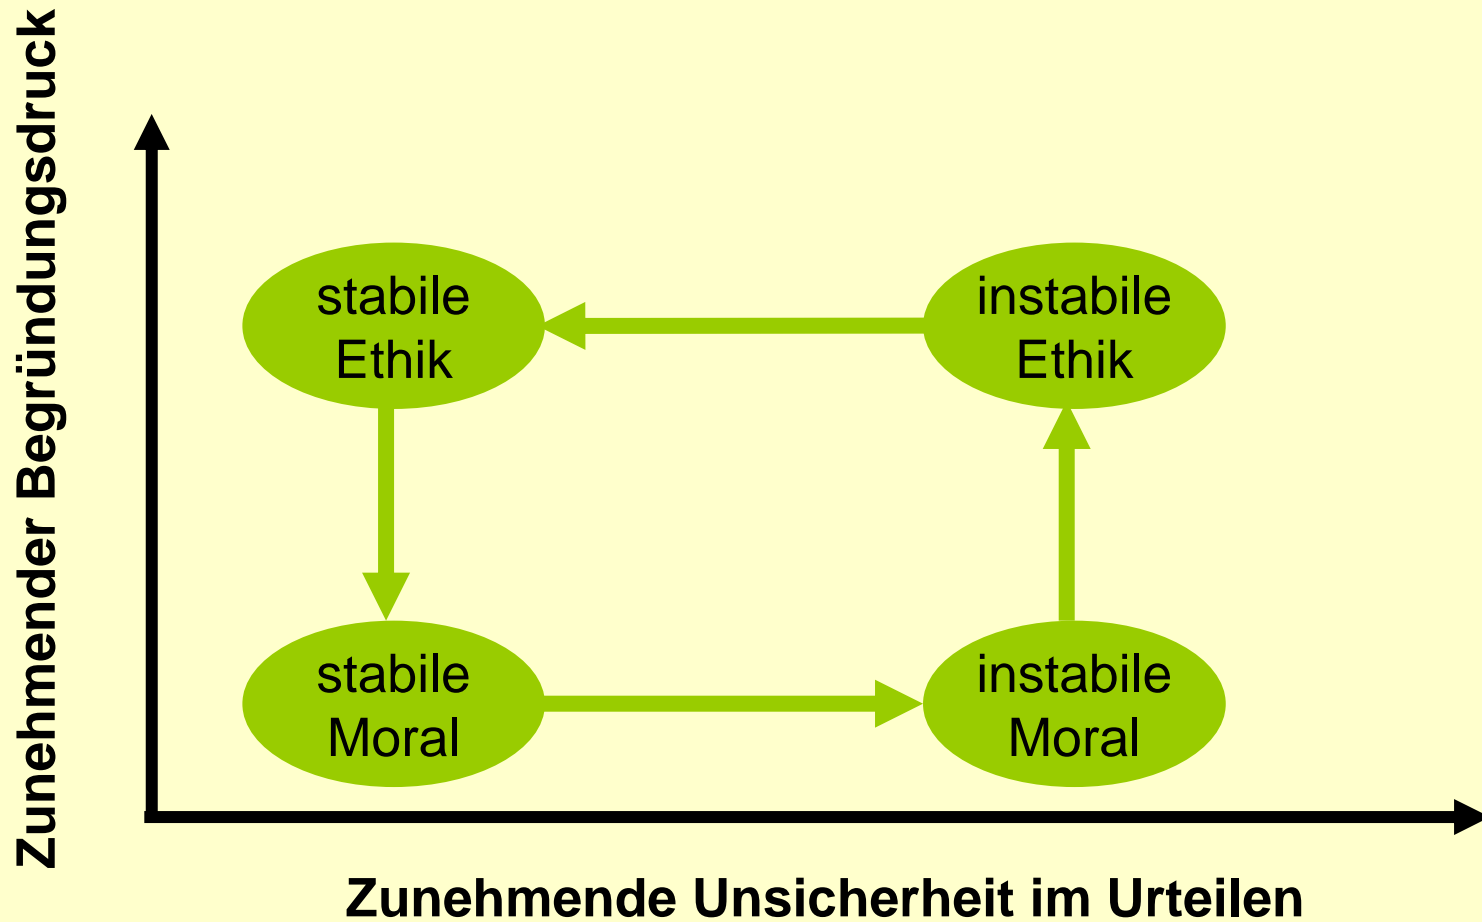 Zunehmender Begründungsdruck
stabile
Ethik
instabile
Ethik
stabile
Moral
instabile
Moral
Zunehmende Unsicherheit im Urteilen